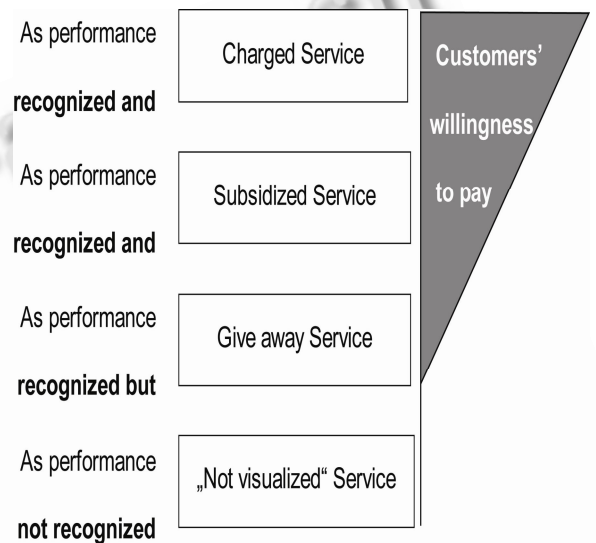 As performance
recognized and
Charged Service
As performance
recognized and
Subsidized Service
As performance
recognized but
Give away Service
As performance
not recognized
„Not visualized“ Service
Customers’
willingness
to pay